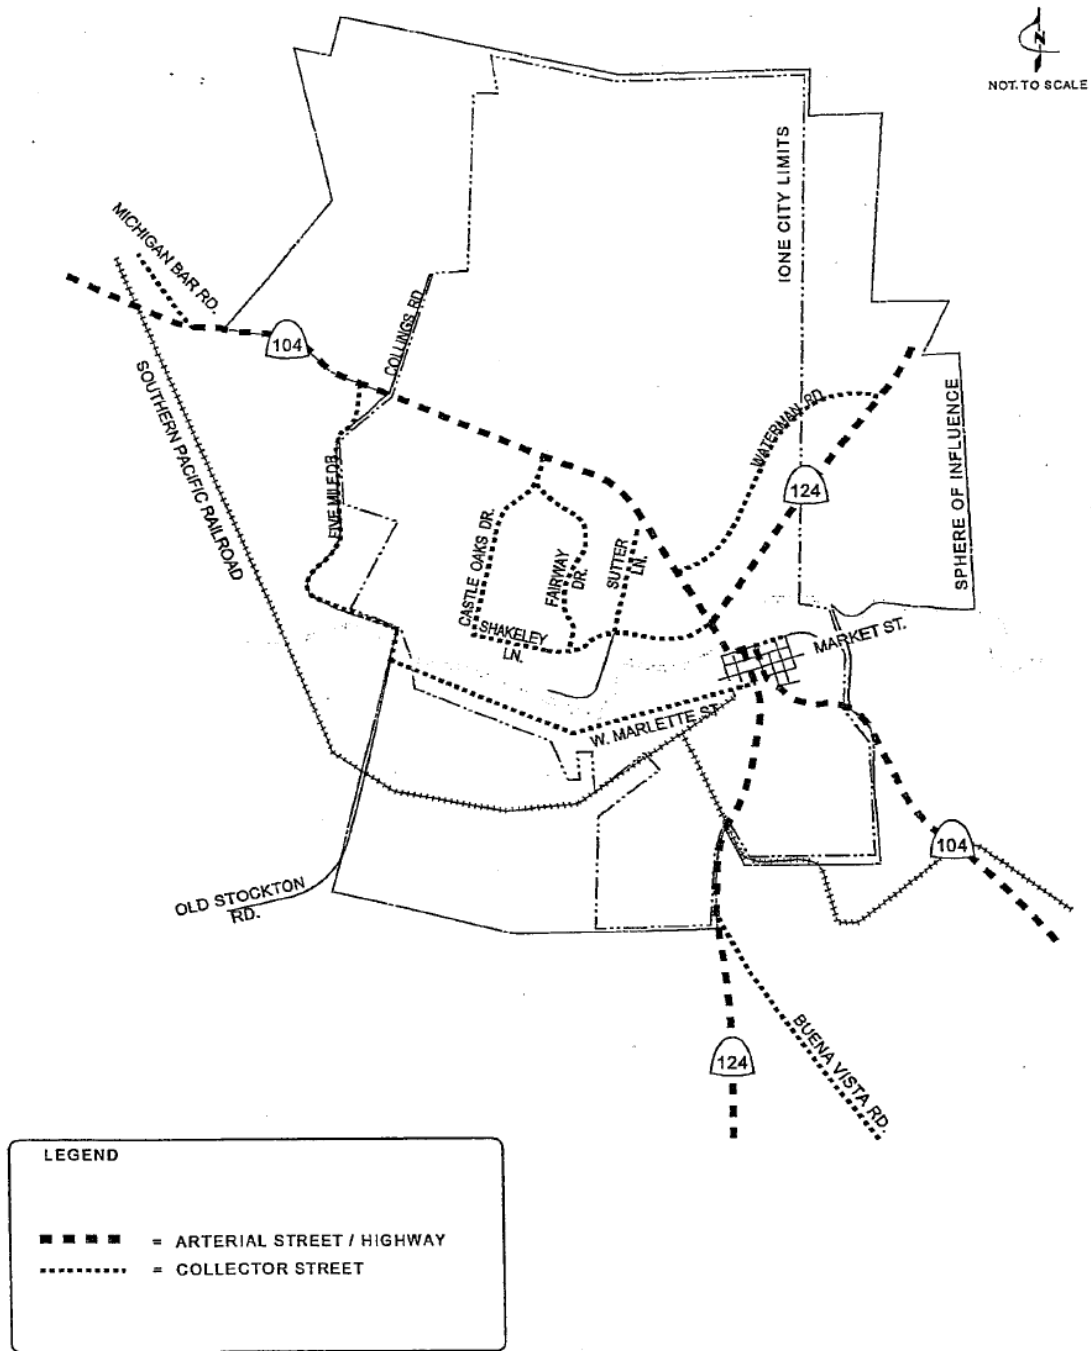 N
NOT TO SCALE
IONE CITY LIMITS
MICHIGAN BAR RD.
104
COLLINGS RD.
SOUTHERN PACIFIC RAILROAD
WATERMAN RD.
SPHERE OF INFLUENCE
124
FIVE MILE DR.
CASTLE OAKS DR.
FAIRWAY
DR.
SUTTER
LN.
SHAKELEY
LN.
MARKET ST.
W. MARLETTE ST
104
OLD STOCKTON
RD.
124
BUENA VISTA RD.
LEGEND
= ARTERIAL STREET / HIGHWAY
= COLLECTOR STREET